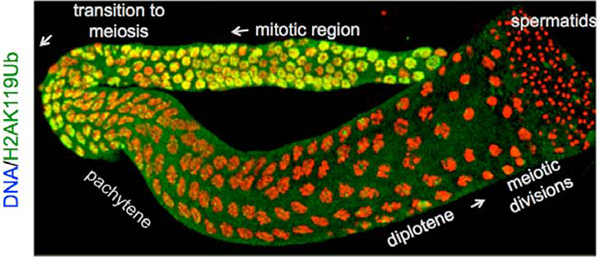 DNA/H2AK119Ub
transition to
meiosis
mitotic region
spermatids
pachytene
diplotene
meiotic
divisions